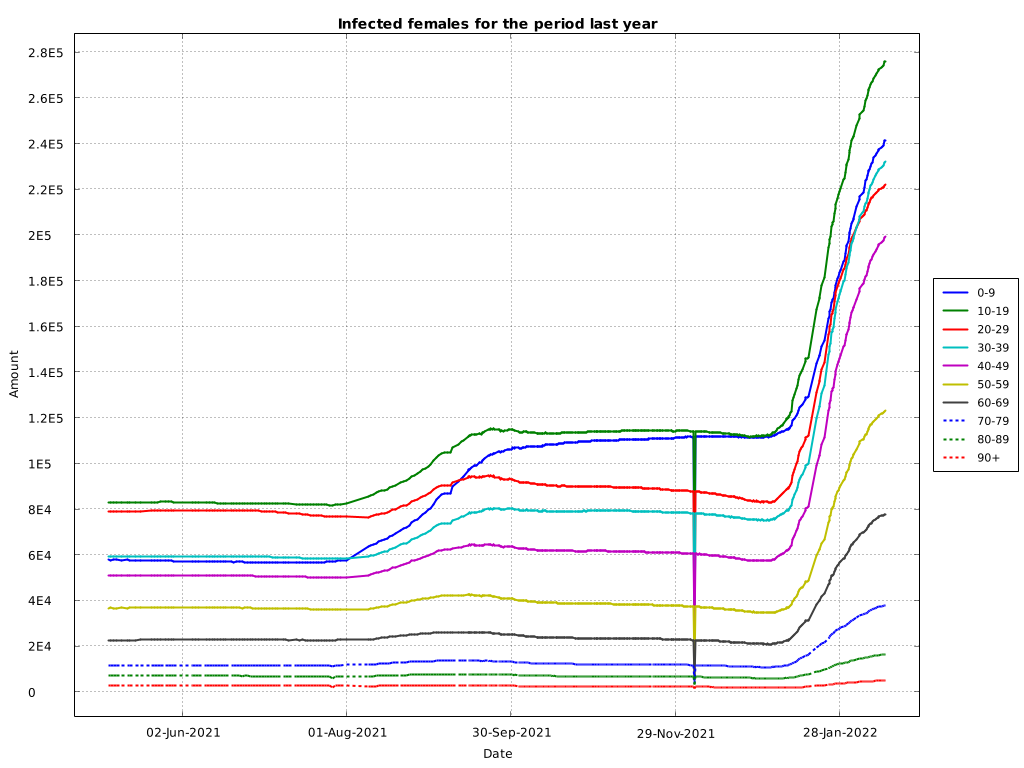 Infected females for the period last year
2.8E5
2.6E5
2.4E5
2.2E5
2E5
1.8E5
1.6E5
1.4E5
1.2E5
1E5
8E4
6E4
4E4
2E4
0
Amount
02-Jun-2021
01-Aug-2021
30-Sep-2021
29-Nov-2021
28-Jan-2022
Date
0-9
10-19
20-29
30-39
40-49
50-59
60-69
70-79
80-89
90+